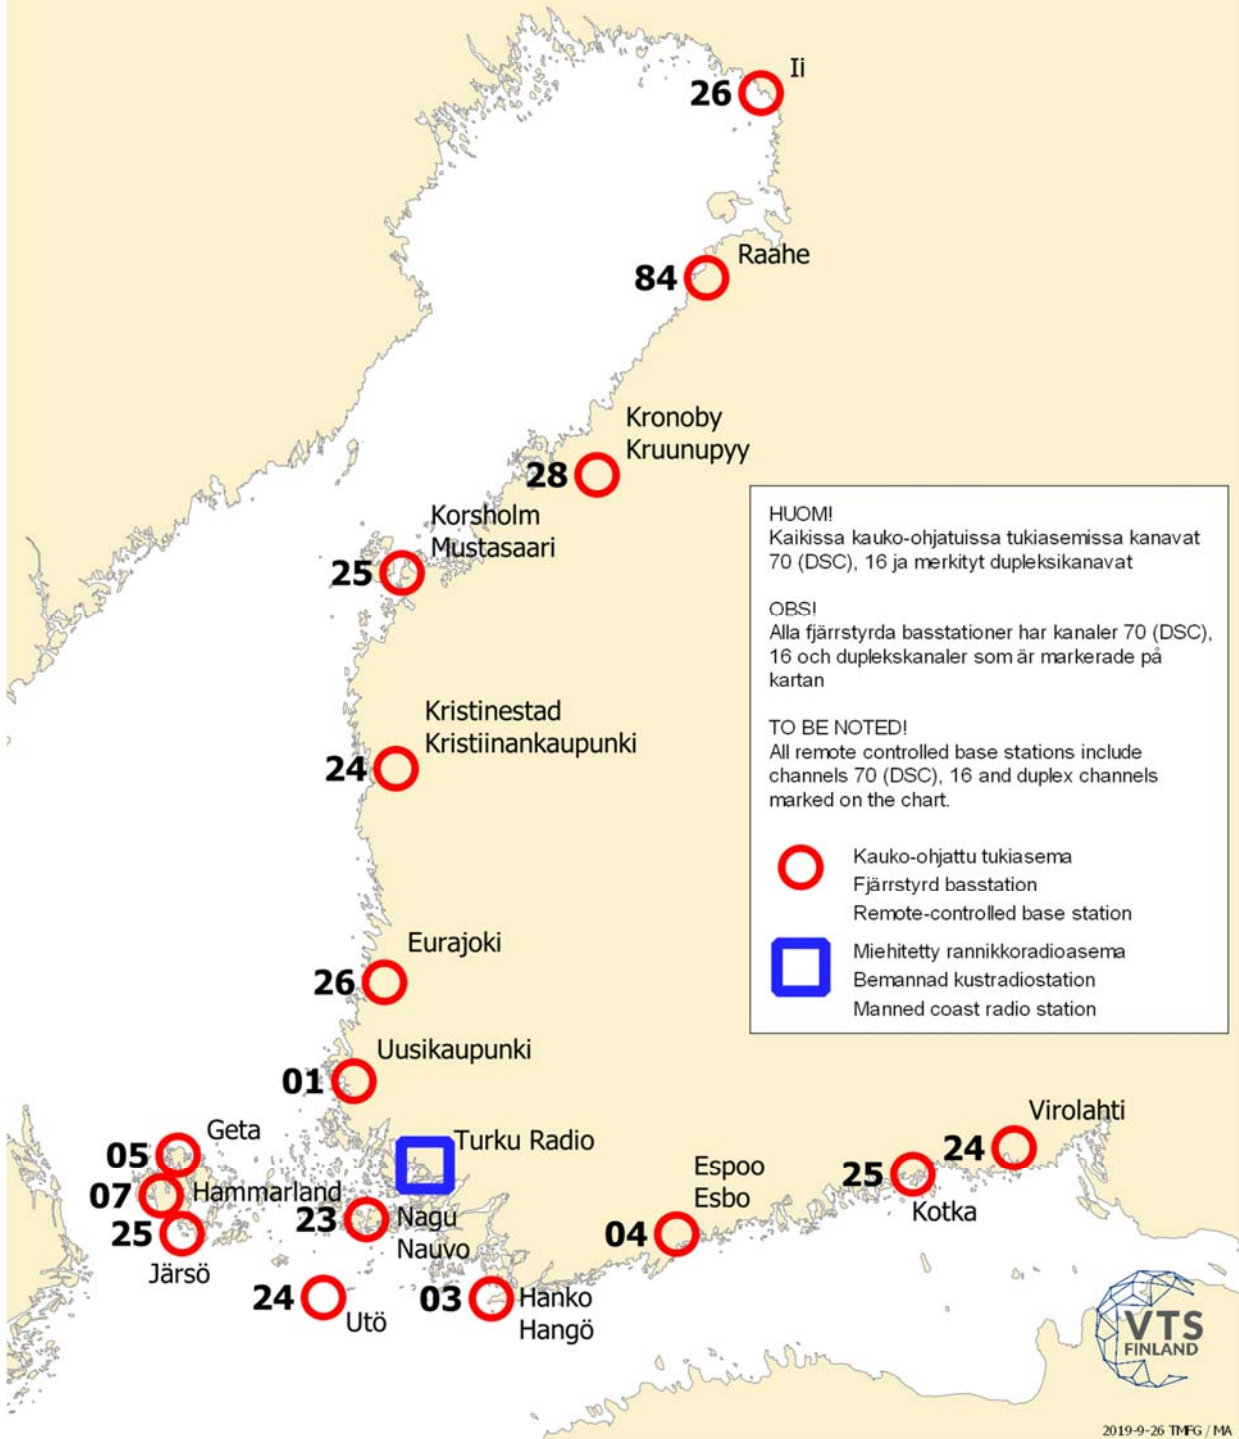 Ii
26
Raahe
84
Kronoby
Kruunupyy
28
Korsholm
Mustasaari
25
HUOM!
Kaikissa kauko-ohjatuissa tukiasemissa kanavat
70 (DSC), 16 ja merkityt dupleksikanavat
OBS!
Alla fjärrstyrda basstationer har kanaler 70 (DSC),
16 och duplekskanaler som är markerade på
kartan
TO BE NOTED!
All remote controlled base stations include
channels 70 (DSC), 16 and duplex channels
marked on the chart.
Kauko-ohjattu tukiasema
Fjärrstyrd basstation
Remote-controlled base station
Miehitetty rannikkoradioasema
Bemannad kustradiostation
Manned coast radio station
Kristinestad
Kristiinankaupunki
24
Eurajoki
26
Uusikaupunki
01
Geta
05
07 Hammarland
25
Järsö
Turku Radio
23 Nagu
Nauvo
24
Utö
03 Hanko
Hangö
Espoo
Esbo
04
25
Kotka
Virolahti
24
VTS
FINLAND
2019-9-26 TMFG / MA